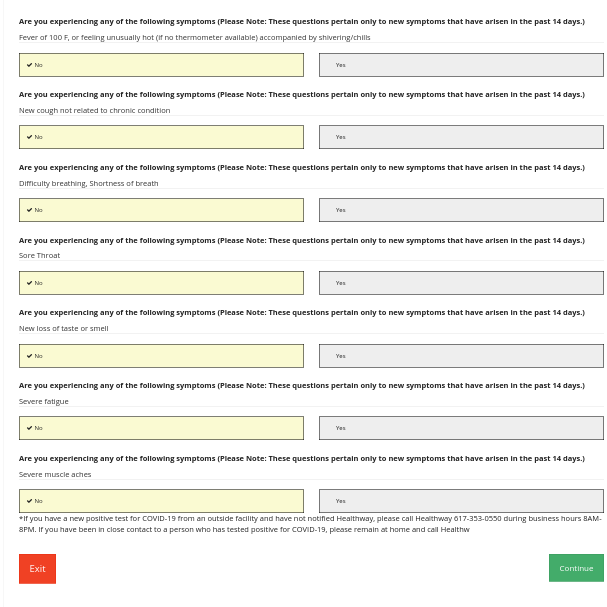 Are you experiencing any of the following symptoms (Please Note: These questions pertain only to new symptoms that have arisen in the past 14 days.)
Fever of 100 F, or feeling unusually hot (if no thermometer available) accompanied by shivering/chills
✔ No
Yes
Are you experiencing any of the following symptoms (Please Note: These questions pertain only to new symptoms that have arisen in the past 14 days.)
New cough not related to chronic condition
✔ No
Yes
Are you experiencing any of the following symptoms (Please Note: These questions pertain only to new symptoms that have arisen in the past 14 days.)
Difficulty breathing, Shortness of breath
✔ No
Yes
Are you experiencing any of the following symptoms (Please Note: These questions pertain only to new symptoms that have arisen in the past 14 days.)
Sore Throat
✔ No
Yes
Are you experiencing any of the following symptoms (Please Note: These questions pertain only to new symptoms that have arisen in the past 14 days.)
New loss of taste or smell
✔ No
Yes
Are you experiencing any of the following symptoms (Please Note: These questions pertain only to new symptoms that have arisen in the past 14 days.)
Severe fatigue
✔ No
Yes
Are you experiencing any of the following symptoms (Please Note: These questions pertain only to new symptoms that have arisen in the past 14 days.)
Severe muscle aches
✔ No
Yes
*If you have a new positive test for COVID-19 from an outside facility and have not notified Healthway, please call Healthway 617-353-0550 during business hours 8AM-
8PM. If you have been in close contact to a person who has tested positive for COVID-19, please remain at home and call Healthw
Exit
Continue